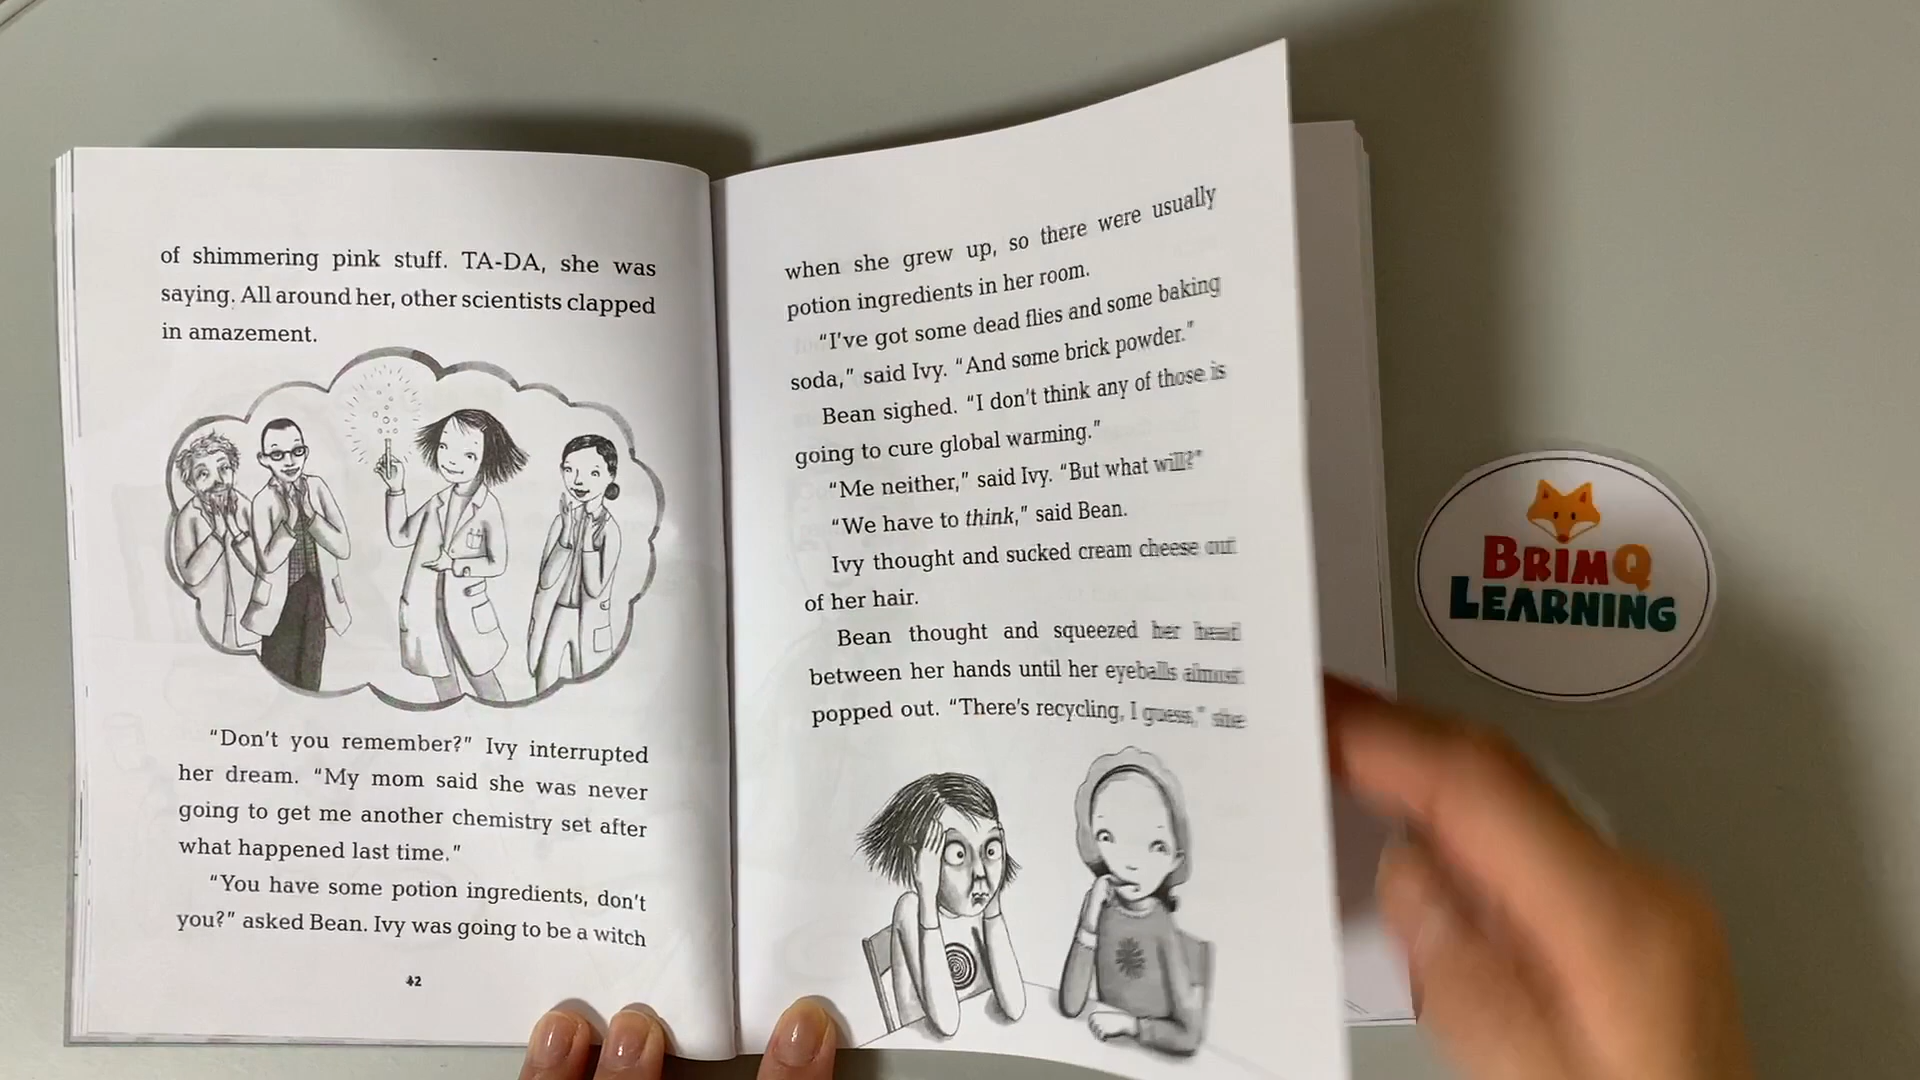 of shimmering pink stuff. TA-DA, she was
saying. All around her, other scientists clapped
in amazement.
"Don't you remember?" Ivy interrupted
her dream. "My mom said she was never
going to get me another chemistry set after
what happened last time."
"You have some potion ingredients, don't
you?" asked Bean. Ivy was going to be a witch
42
when she grew up, so there were usually
potion ingredients in her room.
"I've got some dead flies and some baking
soda," said Ivy. "And some brick powder."
Bean sighed. "I don't think any of those is
going to cure global warming."
"Me neither," said Ivy. "But what will?"
"We have to think," said Bean.
Ivy thought and sucked cream cheese out
of her hair.
Bean thought and squeezed her head
between her hands until her eyeballs almost
popped out. "There's recycling, I guess," she
BRIMQ
LEARNING